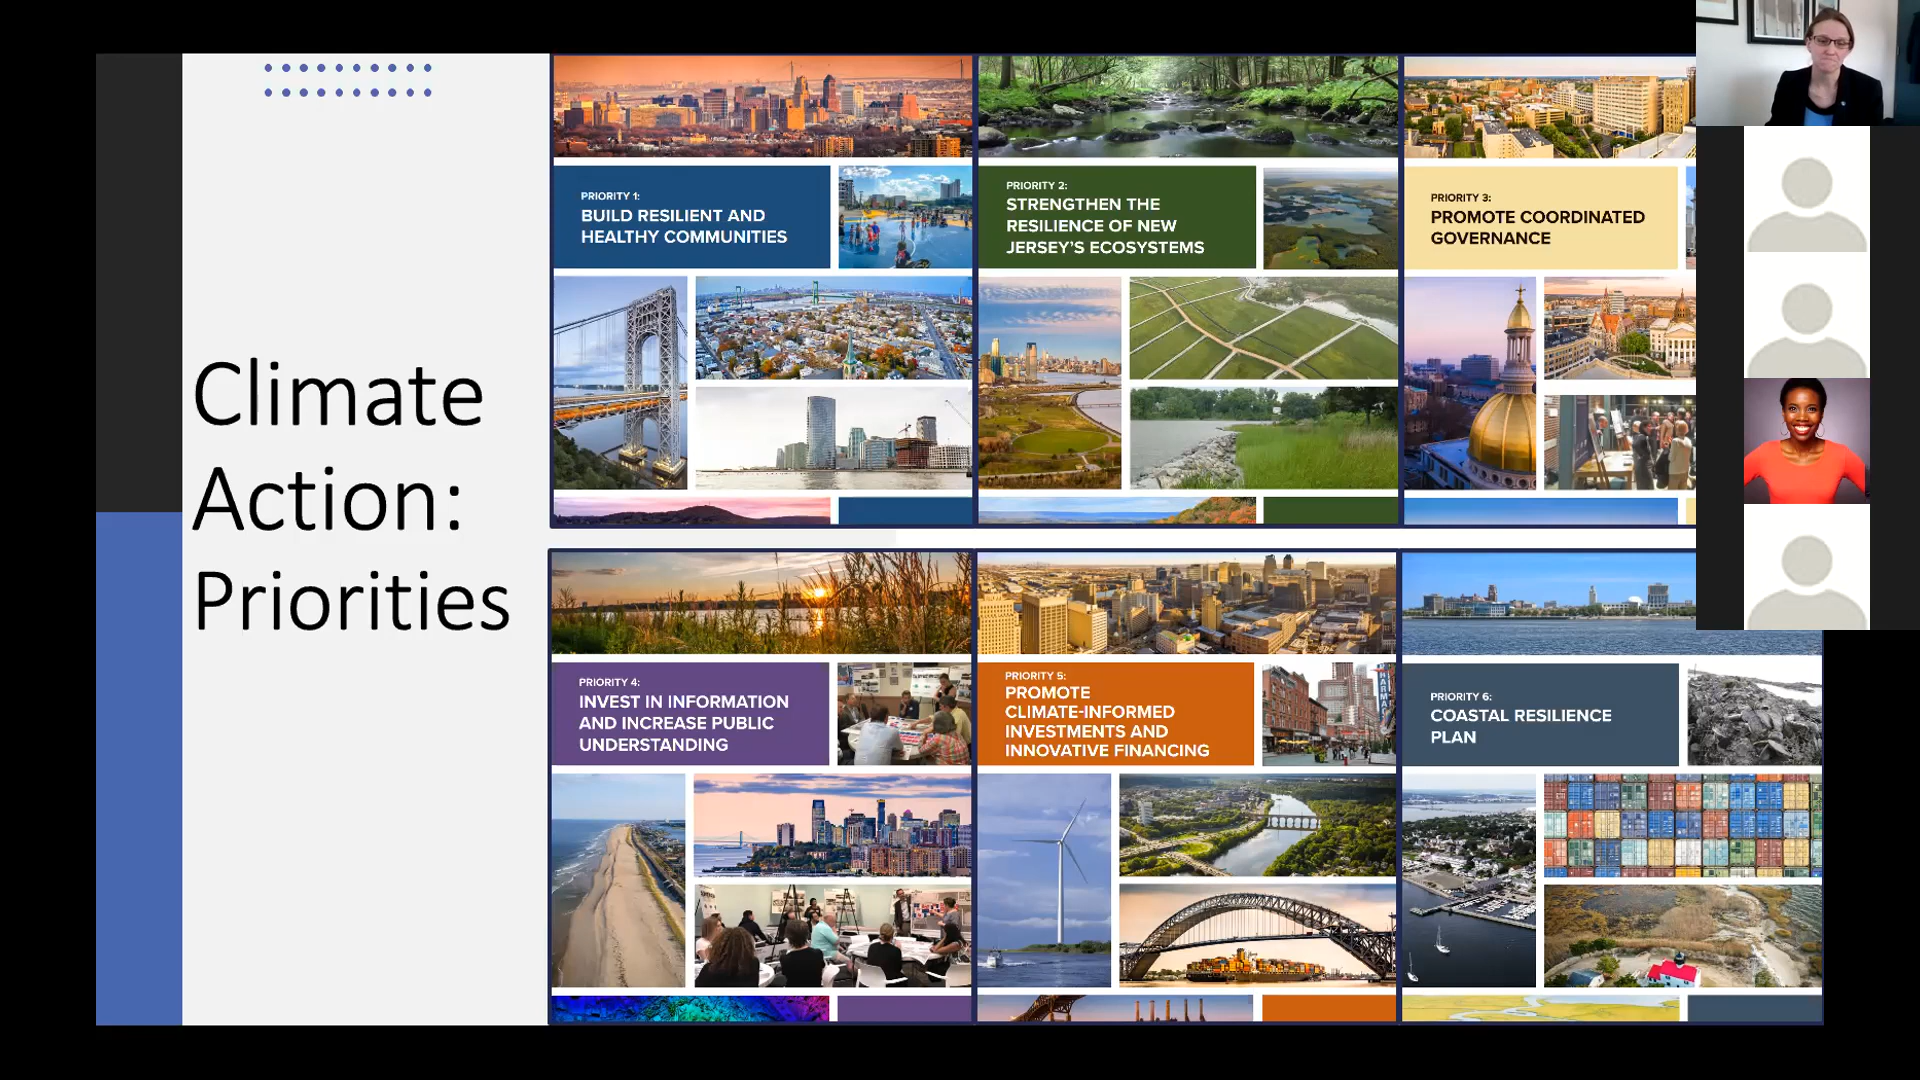 Climate
Action:
Priorities
PRIORITY 1:
BUILD RESILIENT AND
HEALTHY COMMUNITIES
PRIORITY 2:
STRENGTHEN THE
RESILIENCE OF NEW
JERSEY'S ECOSYSTEMS
PRIORITY 3:
PROMOTE COORDINATED
GOVERNANCE
PRIORITY 4:
INVEST IN INFORMATION
AND INCREASE PUBLIC
UNDERSTANDING
PRIORITY 5:
PROMOTE
CLIMATE-INFORMED
INVESTMENTS AND
INNOVATIVE FINANCING
PRIORITY 6:
COASTAL RESILIENCE
PLAN